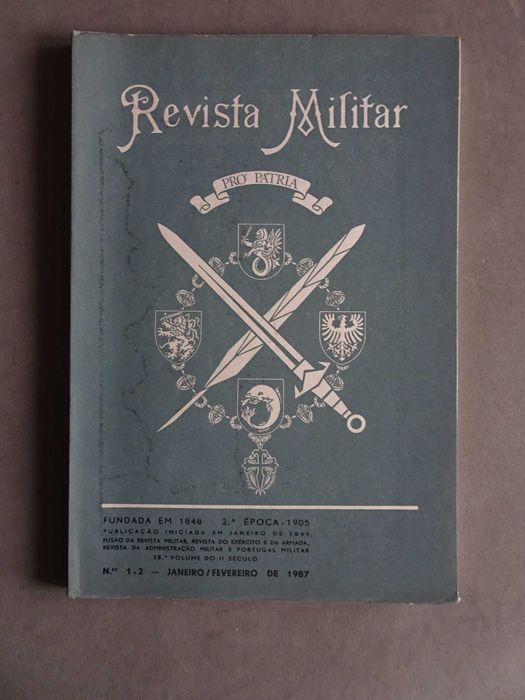 Revista Militar
PRÓ PÁTRIA
FUNDADA EM 1848 - 2.ª ÉPOCA - 1905
PUBLICAÇÃO INICIADA EM JANEIRO DE 1849
FUSÃO DA REVISTA MILITAR, REVISTA DO EXÉRCITO E DA ARMADA,
REVISTA DA ADMINISTRAÇÃO MILITAR E PORTUGAL MILITAR
38.º VOLUME DO II SÉCULO
N.ºˢ 1-2 — JANEIRO/FEVEREIRO DE 1987